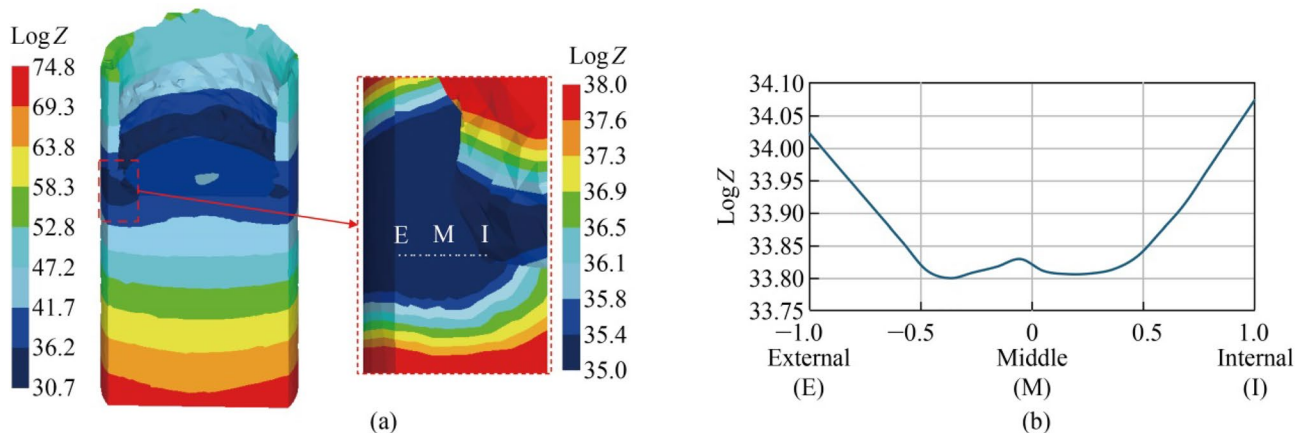 Log Z
74.8
69.3
63.8
58.3
52.8
47.2
41.7
36.2
30.7
E M I
Log Z
38.0
37.6
37.3
36.9
36.5
36.1
35.8
35.4
35.0
(a)
Log Z
34.10
34.05
34.00
33.95
33.90
33.85
33.80
33.75
−1.0 −0.5 0 0.5 1.0
External Middle Internal
(E) (M) (I)
(b)